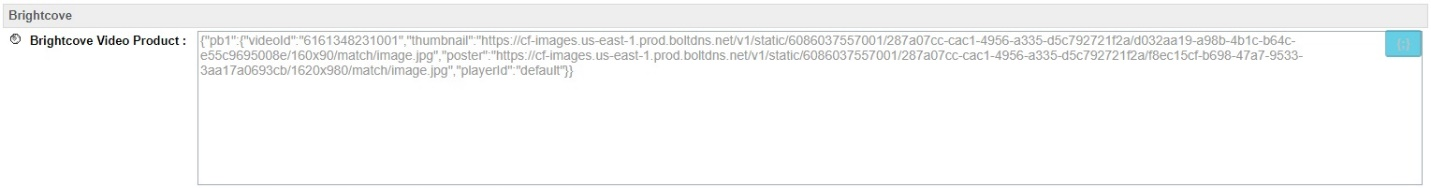 Brightcove
Brightcove Video Product :
{"pb1":{"videoId":"6161348231001","thumbnail":"https://cf-images.us-east-1.prod.boltdns.net/v1/static/6086037557001/287a07cc-cac1-4956-a335-d5c792721f2a/d032aa19-a98b-4b1c-b64c-
e55c9695008e/160x90/match/image.jpg","poster":"https://cf-images.us-east-1.prod.boltdns.net/v1/static/6086037557001/287a07cc-cac1-4956-a335-d5c792721f2a/f8ec15cf-b698-47a7-9533-
3aa17a0693cb/1620x980/match/image.jpg","playerId":"default"}}
{;}